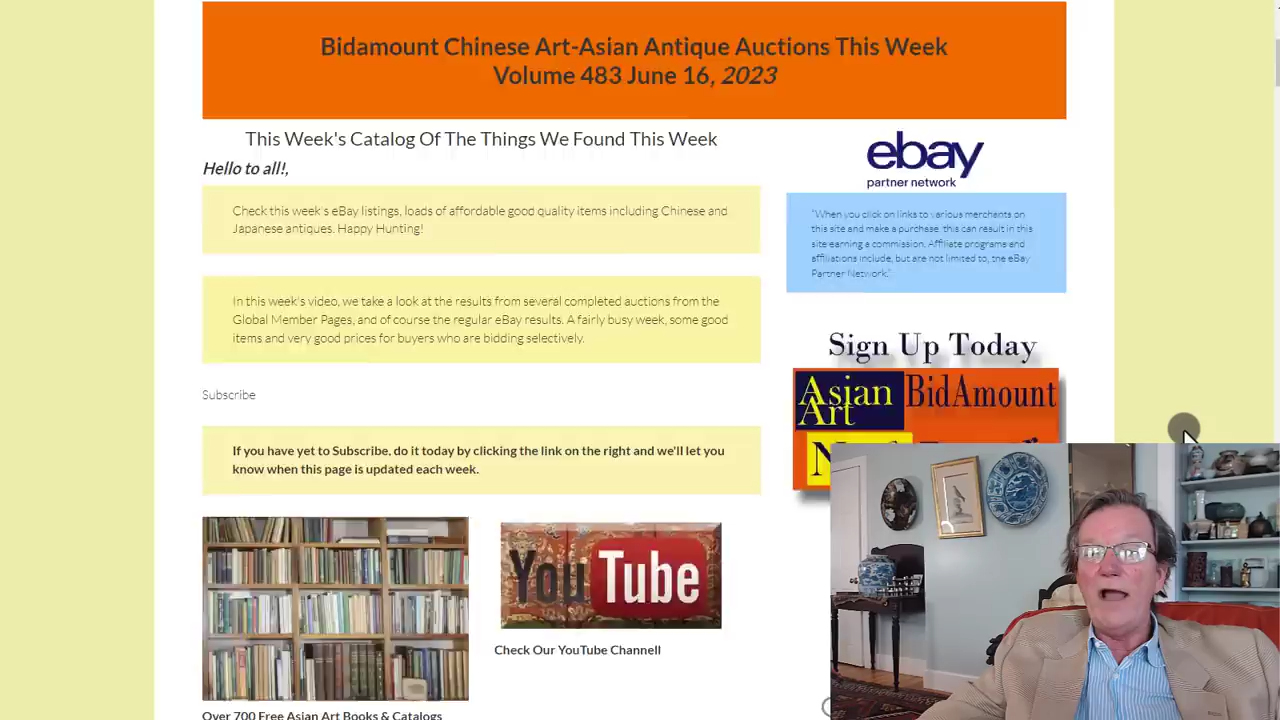 Bidamount Chinese Art-Asian Antique Auctions This Week
Volume 483 June 16, 2023
This Week's Catalog Of The Things We Found This Week
Hello to all!,
Check this week's eBay listings, loads of affordable good quality items including Chinese and
Japanese antiques. Happy Hunting!
In this week's video, we take a look at the results from several completed auctions from the
Global Member Pages, and of course the regular eBay results. A fairly busy week, some good
items and very good prices for buyers who are bidding selectively.
Subscribe
If you have yet to Subscribe, do it today by clicking the link on the right and we'll let you
know when this page is updated each week.
YouTube
Check Our YouTube Channell
Over 700 Free Asian Art Books & Catalogs
ebay
partner network
"When you click on links to various merchants on
this site and make a purchase, this can result in this
site earning a commission. Affiliate programs and
affiliations include, but are not limited to, the eBay
Partner Network."
Sign Up Today
Asian
Art
BidAmount